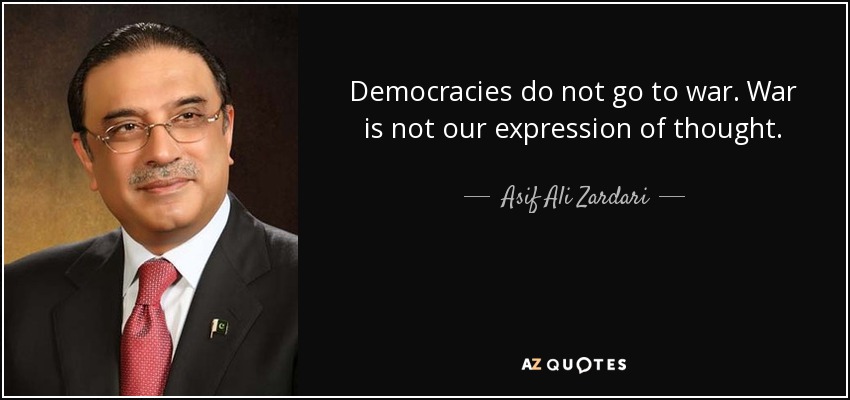 Democracies do not go to war. War
is not our expression of thought.
Asif Ali Zardari
AZ QUOTES